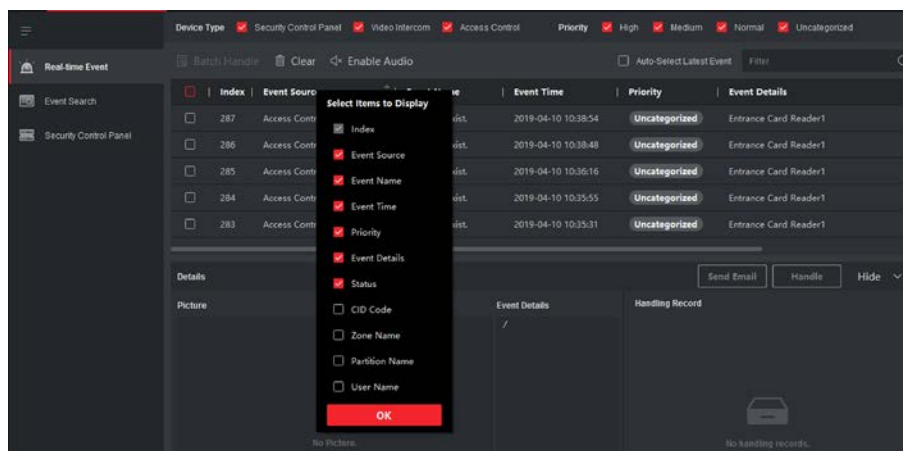 Device Type Security Control Panel Video Intercom Access Control Priority High Medium Normal Uncategorized
Real-time Event
Event Search
Security Control Panel
Batch Handle Clear Enable Audio Auto-Select Latest Event Filter
Index Event Source Event Time Priority Event Details
287 Access Contr xist. 2019-04-10 10:38:54 Uncategorized Entrance Card Reader1
286 Access Contr xist. 2019-04-10 10:38:48 Uncategorized Entrance Card Reader1
285 Access Contr xist. 2019-04-10 10:36:16 Uncategorized Entrance Card Reader1
284 Access Contr xist. 2019-04-10 10:35:55 Uncategorized Entrance Card Reader1
283 Access Contr xist. 2019-04-10 10:35:31 Uncategorized Entrance Card Reader1
Select Items to Display
Index
Event Source
Event Name
Event Time
Priority
Event Details
Status
CID Code
Zone Name
Partition Name
User Name
OK
Details Send Email Handle Hide
Picture Event Details Handling Record
/
No Picture. No handling records.